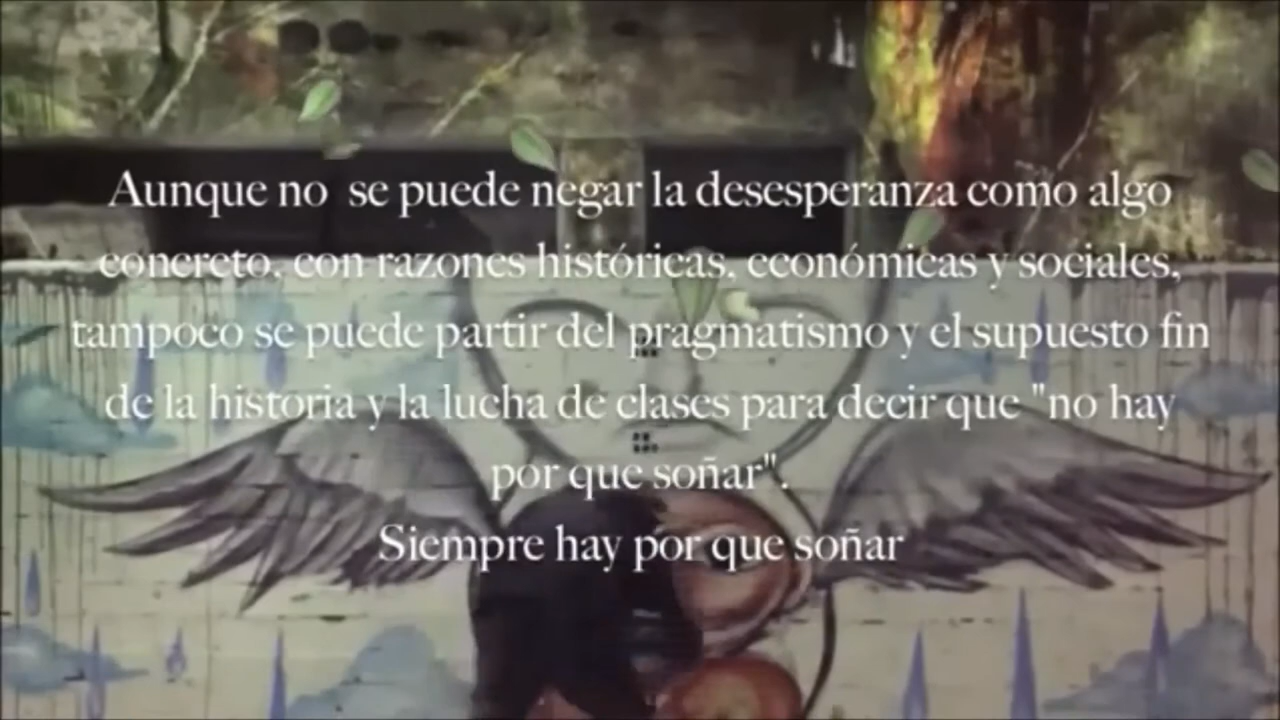 Aunque no  se puede negar la desesperanza como algo
concreto, con razones históricas, económicas y sociales,
tampoco se puede partir del pragmatismo y el supuesto fin
de la historia y la lucha de clases para decir que "no hay
por que soñar".
Siempre hay por que soñar